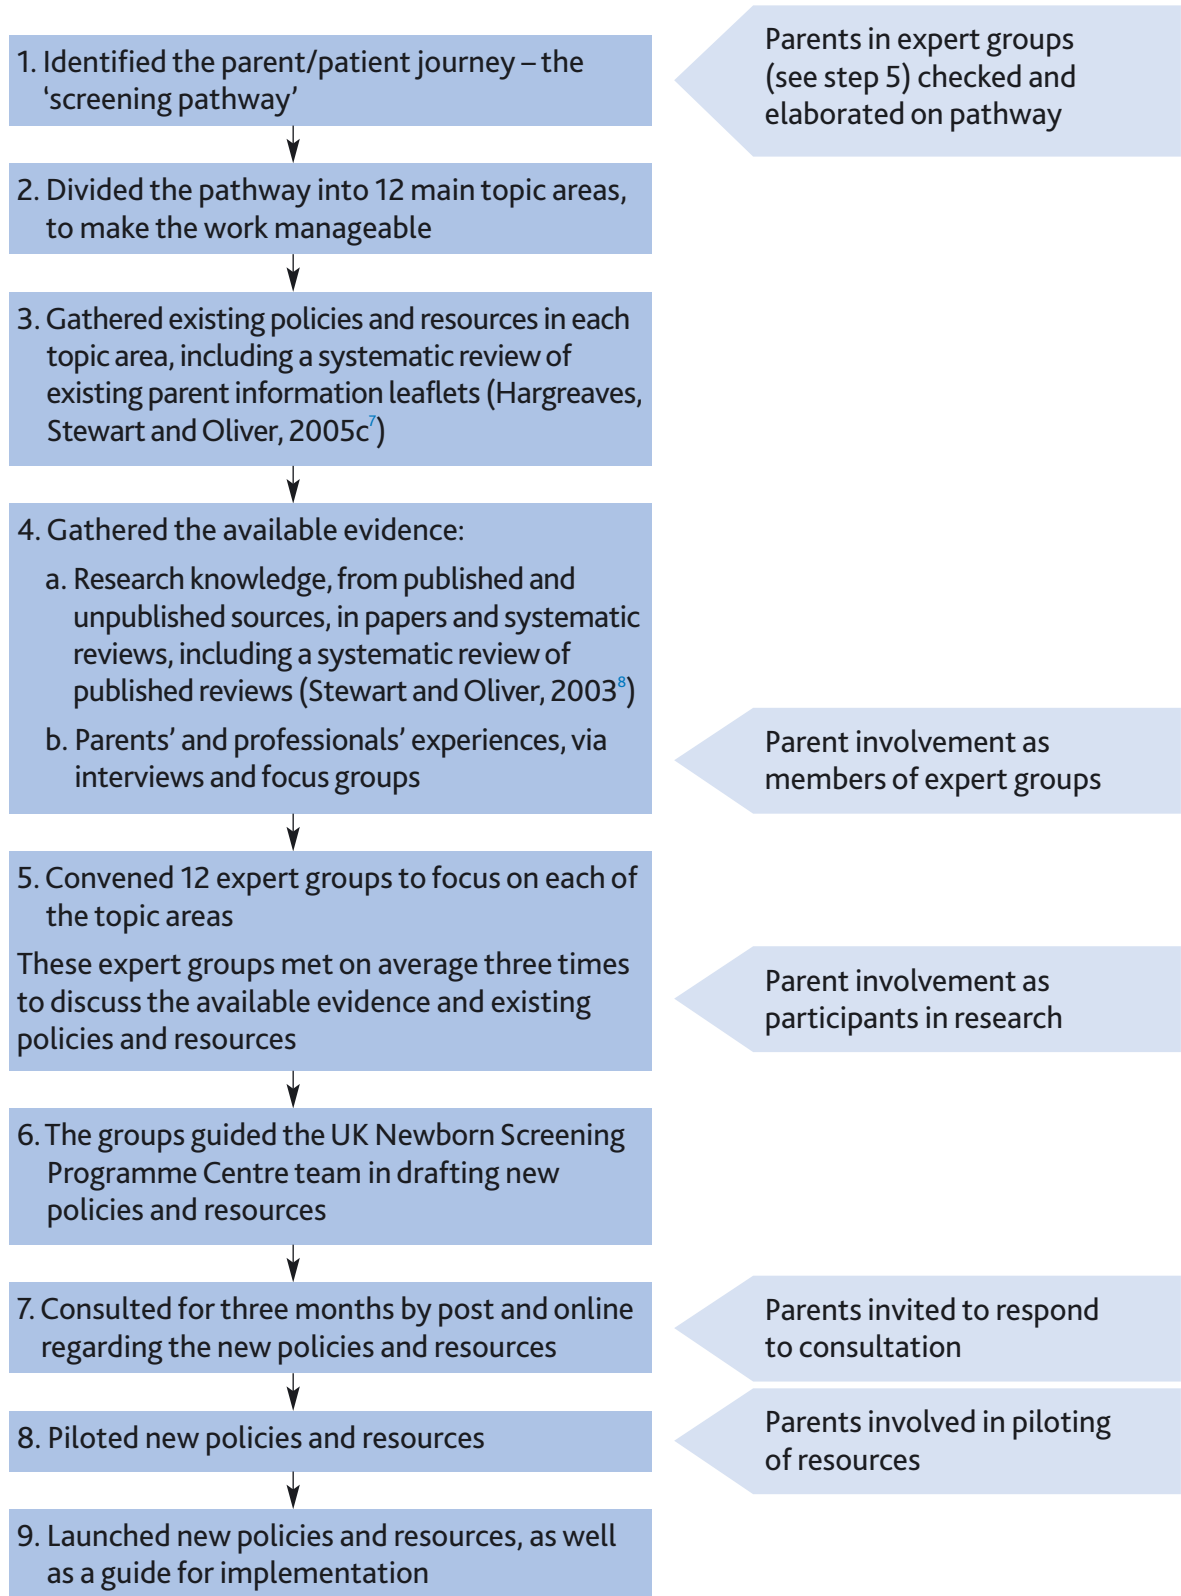 1. Identified the parent/patient journey – the
‘screening pathway’
Parents in expert groups
(see step 5) checked and
elaborated on pathway
2. Divided the pathway into 12 main topic areas,
to make the work manageable
3. Gathered existing policies and resources in each
topic area, including a systematic review of
existing parent information leaflets (Hargreaves,
Stewart and Oliver, 2005c⁷)
4. Gathered the available evidence:
a. Research knowledge, from published and
unpublished sources, in papers and systematic
reviews, including a systematic review of
published reviews (Stewart and Oliver, 2003⁸)
b. Parents’ and professionals’ experiences, via
interviews and focus groups
Parent involvement as
members of expert groups
5. Convened 12 expert groups to focus on each of
the topic areas
These expert groups met on average three times
to discuss the available evidence and existing
policies and resources
Parent involvement as
participants in research
6. The groups guided the UK Newborn Screening
Programme Centre team in drafting new
policies and resources
7. Consulted for three months by post and online
regarding the new policies and resources
Parents invited to respond
to consultation
8. Piloted new policies and resources
Parents involved in piloting
of resources
9. Launched new policies and resources, as well
as a guide for implementation